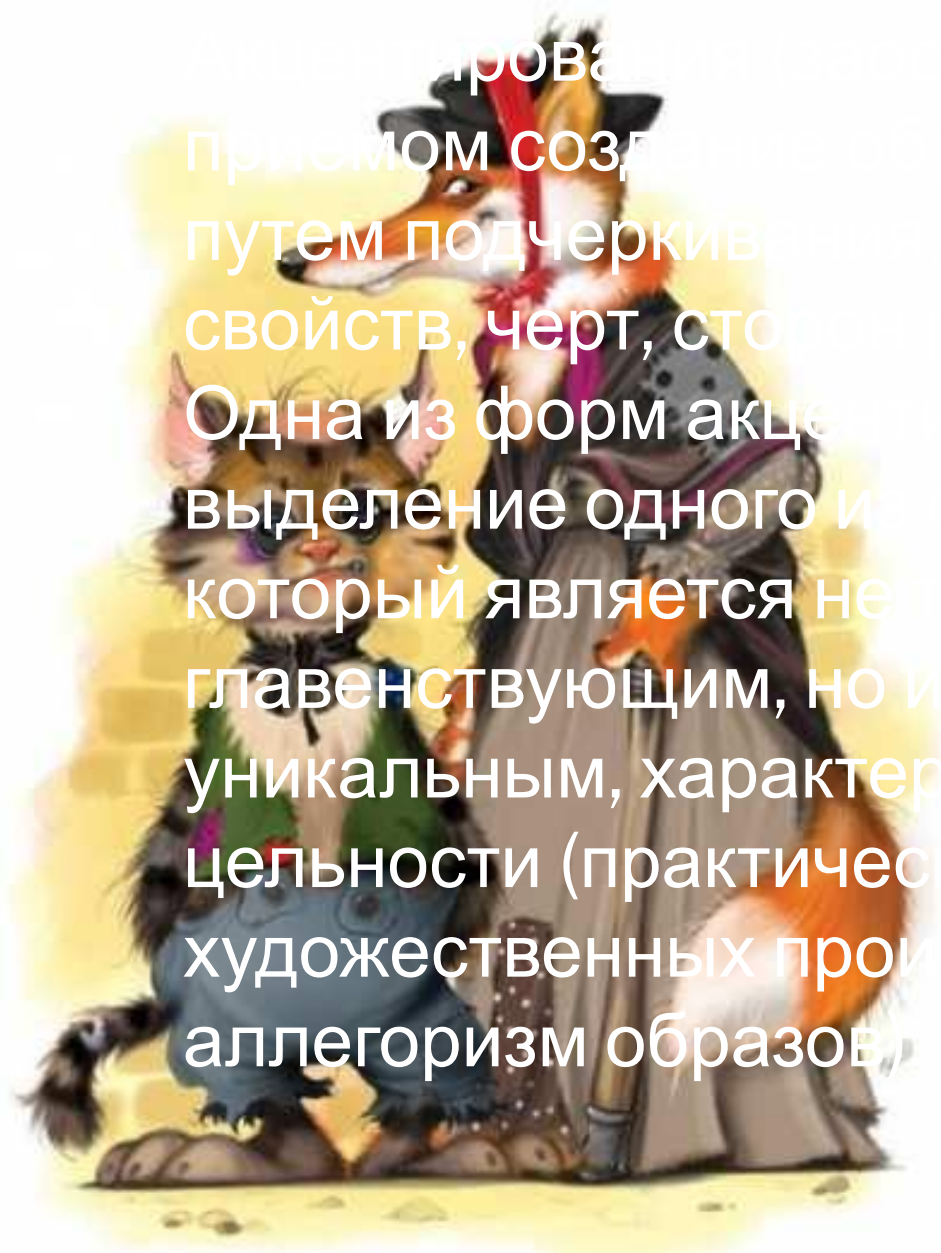 приемом
путем подчеркив
свойств, черт, сто
Одна из форм акце
выделение одного и
который является не
главенствующим, но и
уникальным, характер
цельности (практичес
художественных прои
аллегоризм образов)